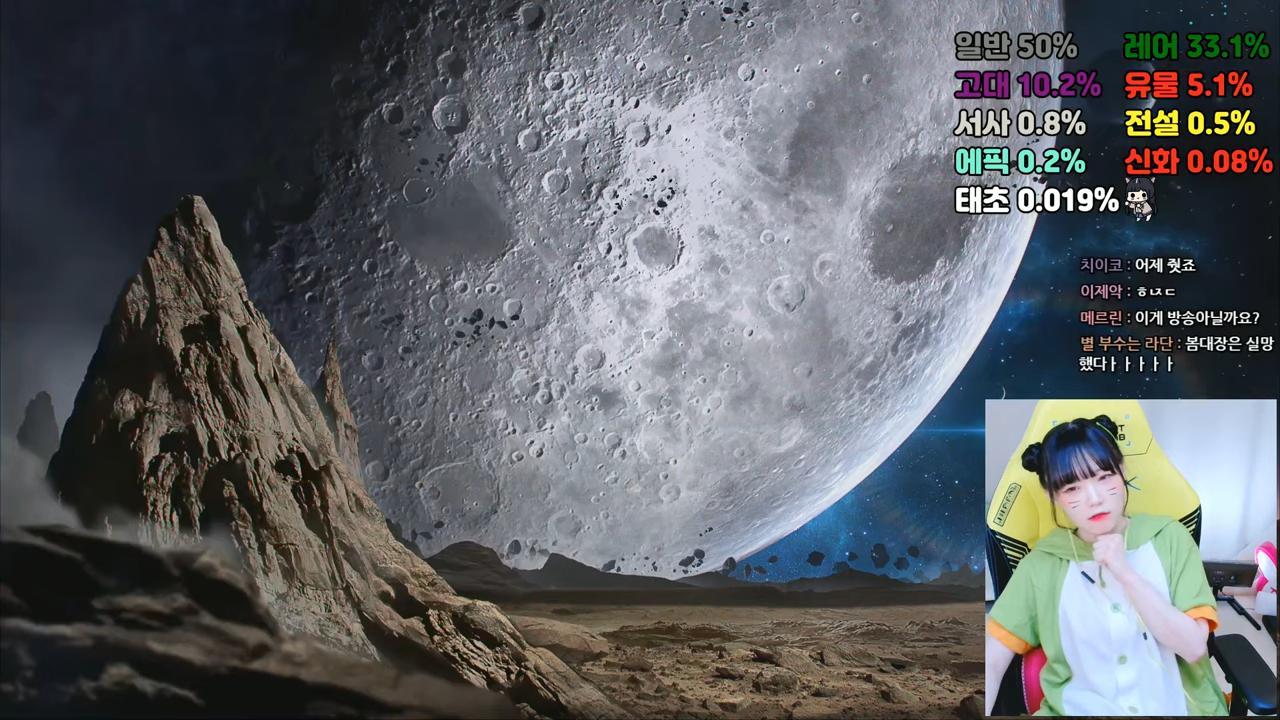 일반 50% 레어 33.1%
고대 10.2% 유물 5.1%
서사 0.8% 전설 0.5%
에픽 0.2% 신화 0.08%
태초 0.019%
치이코 : 어제 줫죠
이제악 : ㅎㄴㅈㄷ
메르린 : 이게 방송아닐까요?
별 부수는 라단 : 봄대장은 실망
했다ㅏㅏㅏㅏㅏ